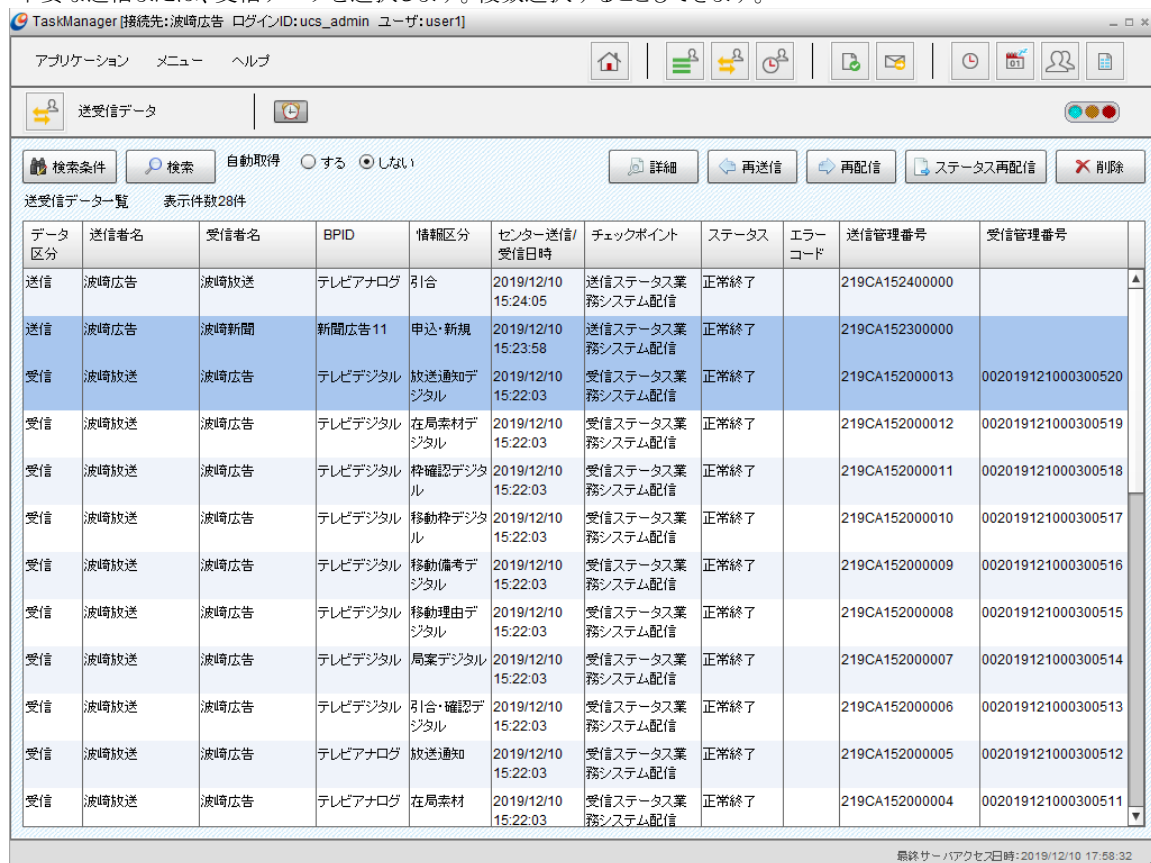 TaskManager [接続先:波崎広告 ログインID:ucs_admin ユーザ:user1]
アプリケーション メニュー ヘルプ
送受信データ
検索条件 検索 自動取得 する しない 詳細 再送信 再配信 ステータス再配信 削除
送受信データ一覧 表示件数28件
データ区分 送信者名 受信者名 BPID 情報区分 センター送信/受信日時 チェックポイント ステータス エラーコード 送信管理番号 受信管理番号
送信 波崎広告 波崎放送 テレビアナログ 引合 2019/12/10 15:24:05 送信ステータス業務システム配信 正常終了 219CA152400000
送信 波崎広告 波崎新聞 新聞広告11 申込・新規 2019/12/10 15:23:58 送信ステータス業務システム配信 正常終了 219CA152300000
受信 波崎放送 波崎広告 テレビデジタル 放送通知デジタル 2019/12/10 15:22:03 受信ステータス業務システム配信 正常終了 219CA152000013 002019121000300520
受信 波崎放送 波崎広告 テレビデジタル 在局素材デジタル 2019/12/10 15:22:03 受信ステータス業務システム配信 正常終了 219CA152000012 002019121000300519
受信 波崎放送 波崎広告 テレビデジタル 枠確認デジタル 2019/12/10 15:22:03 受信ステータス業務システム配信 正常終了 219CA152000011 002019121000300518
受信 波崎放送 波崎広告 テレビデジタル 移動枠デジタル 2019/12/10 15:22:03 受信ステータス業務システム配信 正常終了 219CA152000010 002019121000300517
受信 波崎放送 波崎広告 テレビデジタル 移動備考デジタル 2019/12/10 15:22:03 受信ステータス業務システム配信 正常終了 219CA152000009 002019121000300516
受信 波崎放送 波崎広告 テレビデジタル 移動理由デジタル 2019/12/10 15:22:03 受信ステータス業務システム配信 正常終了 219CA152000008 002019121000300515
受信 波崎放送 波崎広告 テレビデジタル 局案デジタル 2019/12/10 15:22:03 受信ステータス業務システム配信 正常終了 219CA152000007 002019121000300514
受信 波崎放送 波崎広告 テレビデジタル 引合・確認デジタル 2019/12/10 15:22:03 受信ステータス業務システム配信 正常終了 219CA152000006 002019121000300513
受信 波崎放送 波崎広告 テレビアナログ 放送通知 2019/12/10 15:22:03 受信ステータス業務システム配信 正常終了 219CA152000005 002019121000300512
受信 波崎放送 波崎広告 テレビアナログ 在局素材 2019/12/10 15:22:03 受信ステータス業務システム配信 正常終了 219CA152000004 002019121000300511
最終サーバアクセス日時:2019/12/10 17:58:32